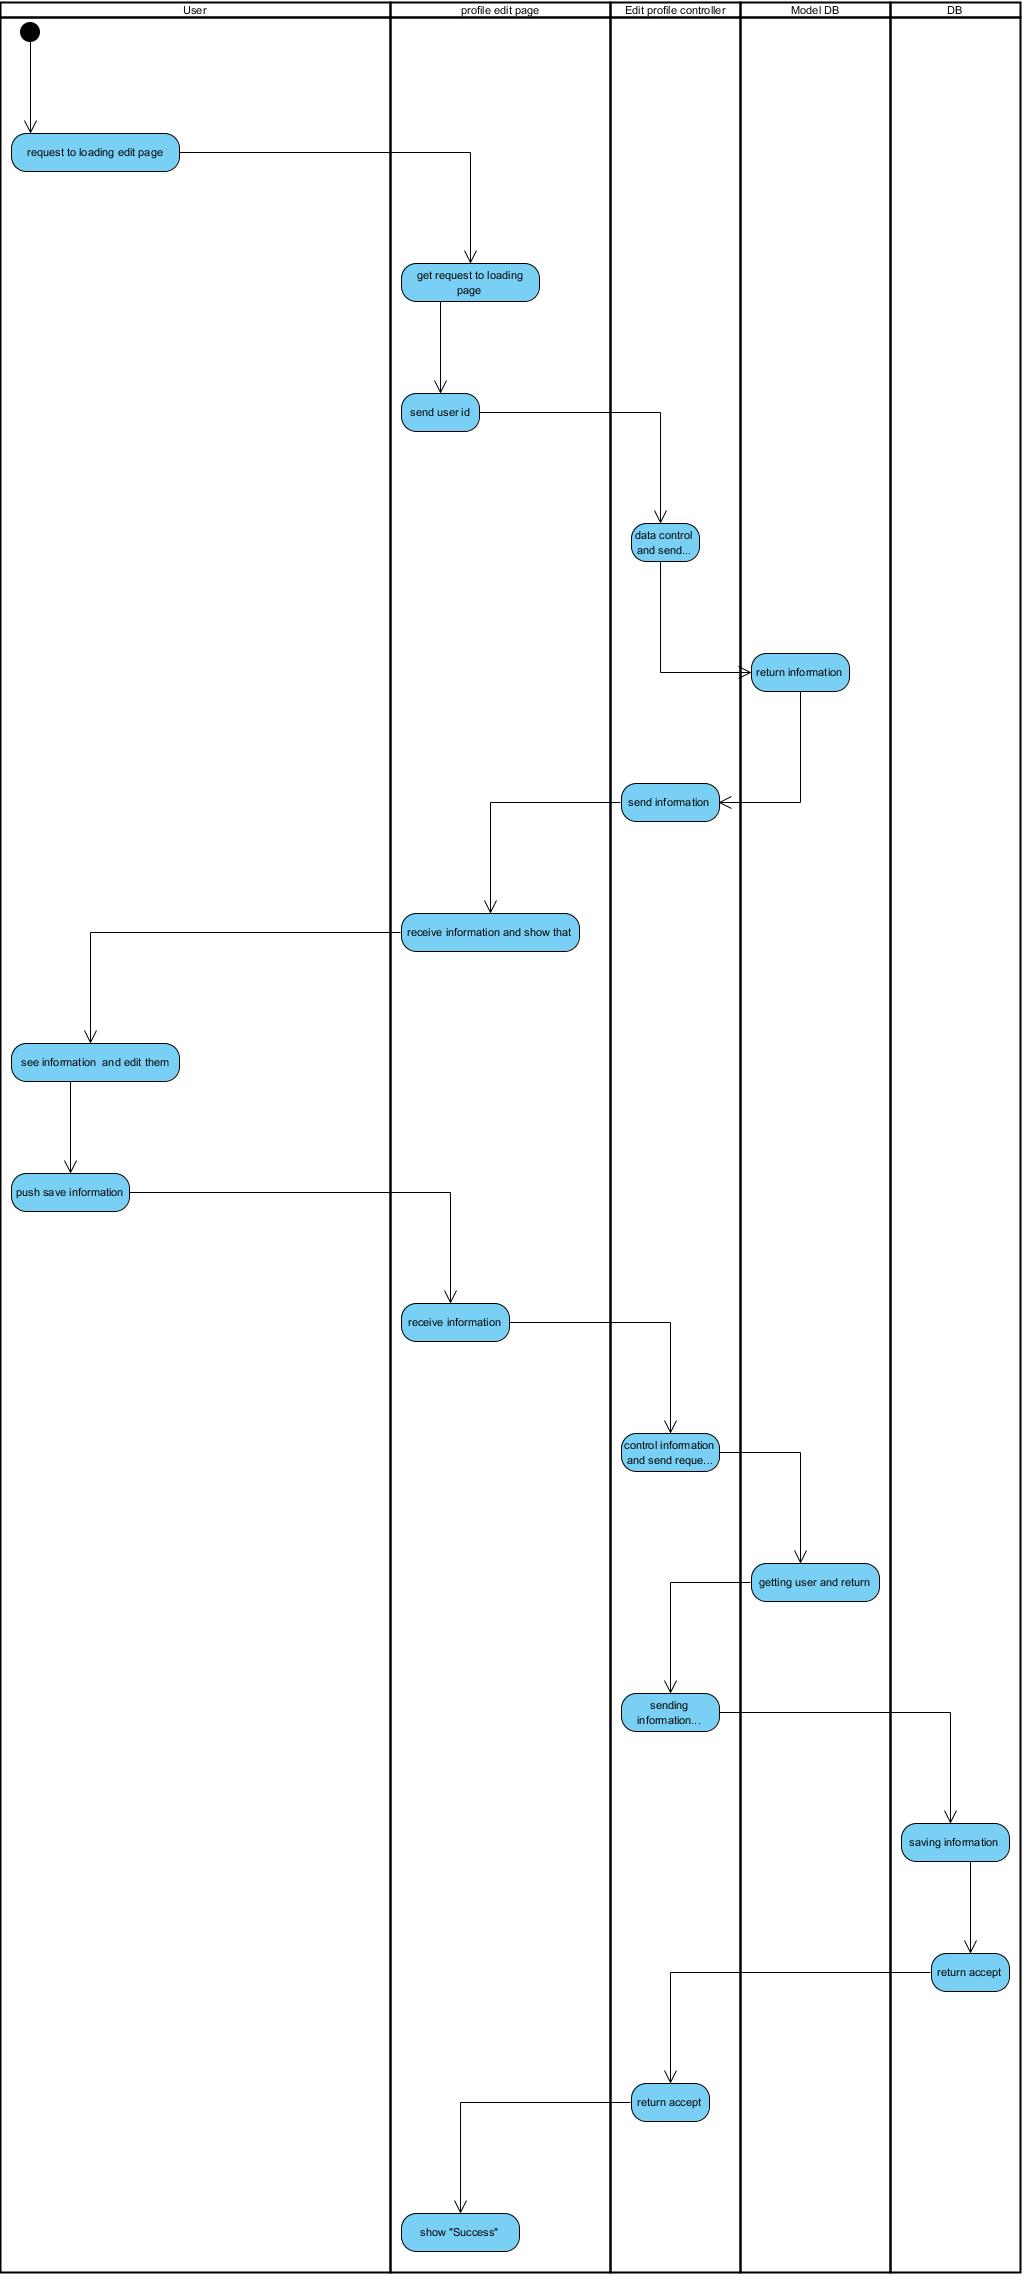 User
profile edit page
Edit profile controller
Model DB
DB
request to loading edit page
get request to loading
page
send user id
data control
and send...
return information
send information
receive information and show that
see information and edit them
push save information
receive information
control information
and send reque...
getting user and return
sending
information...
saving information
return accept
return accept
show "Success"